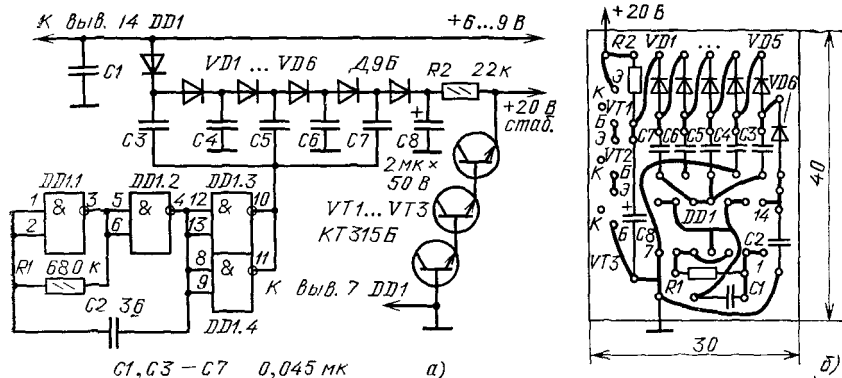 К выв. 14 DD1
+6...9 В
C1
VD1 ... VD6
Д9Б
R2
22к
+20 В
стаб.
C3
C4
C5
C6
C7
C8
+
2 мк ×
50 В
DD1.1
DD1.2
DD1.3
1
2
&
3
5
6
&
4
12
13
&
10
8
9
&
11
DD1.4
R1
680 к
C2
36
VT1... VT3
КТ315Б
К выв. 7 DD1
C1, C3 – C7 0,045 мк
а)
+20 В
R2
VD1
...
VD5
VD6
Э
К
VT1
Б
Э
VT2
К
Б
Э
К
Б
VT3
C7
C6
C5
C4
C3
+
C8
DD1
14
7
C2
R1
1
C1
40
30
б)